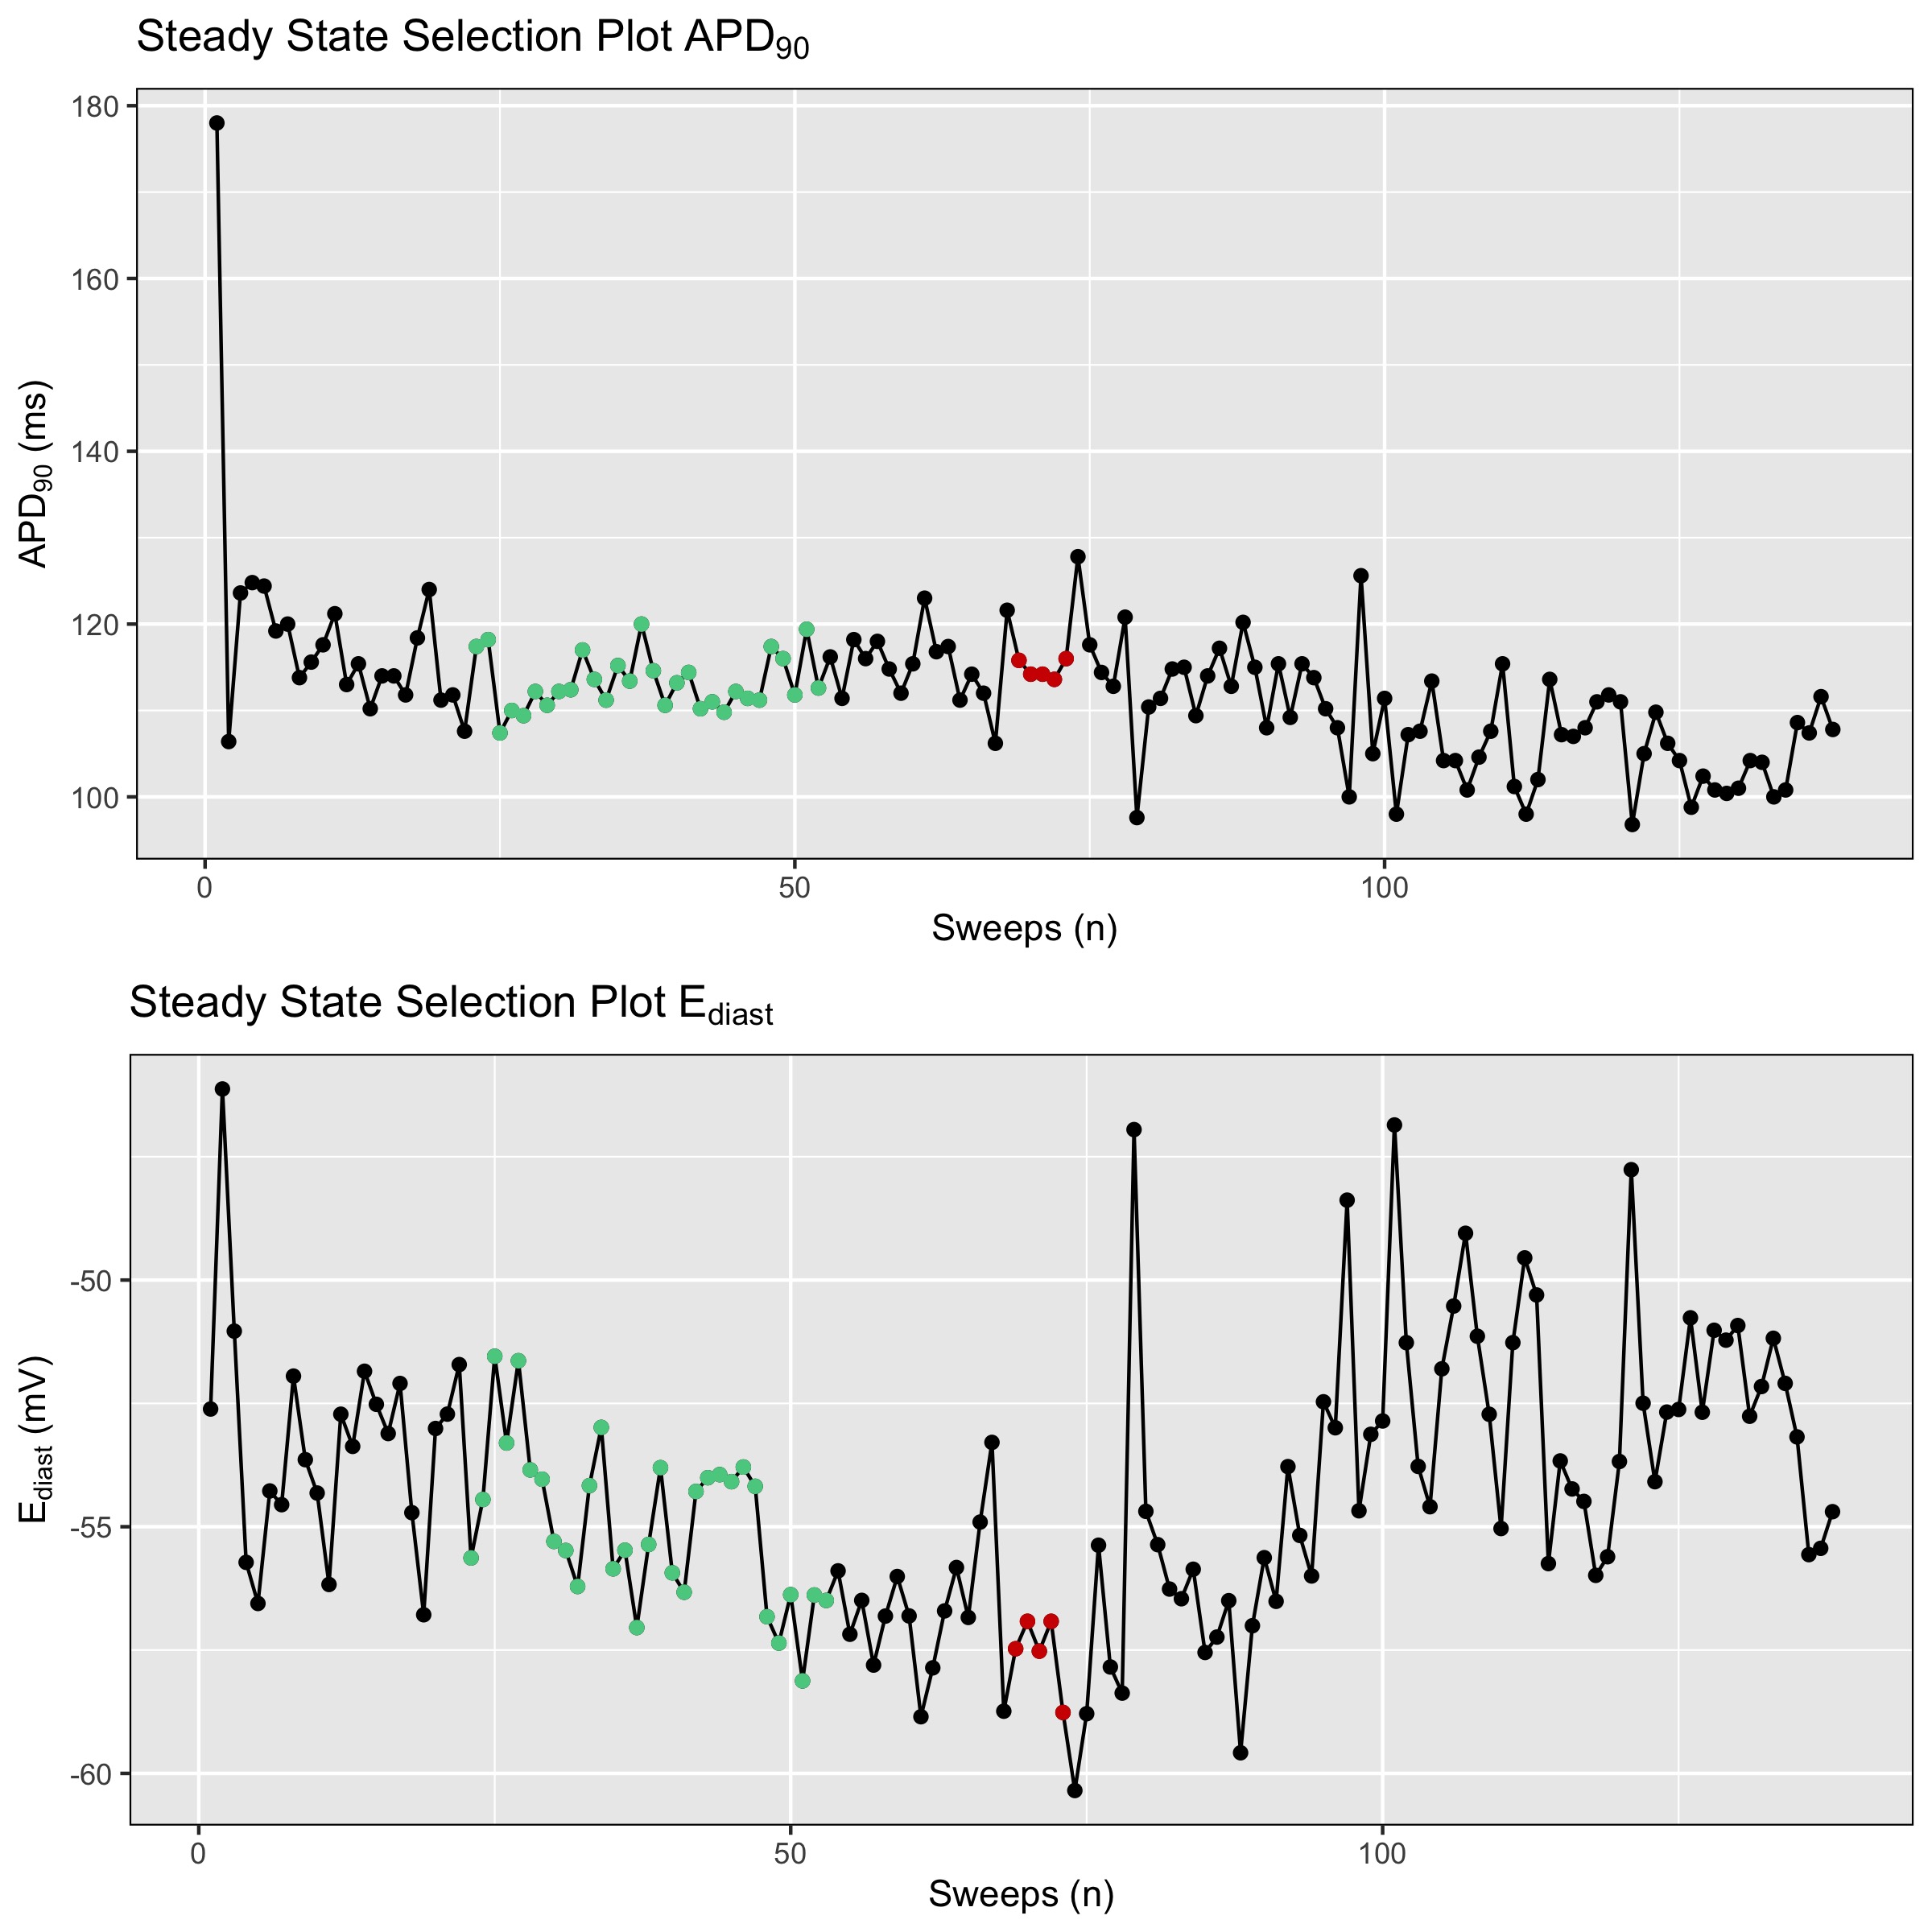 Steady State Selection Plot APD90
180
160
140
120
100
APD90 (ms)
0 50 100
Sweeps (n)
Steady State Selection Plot Ediast
-50
-55
-60
Ediast (mV)
0 50 100
Sweeps (n)